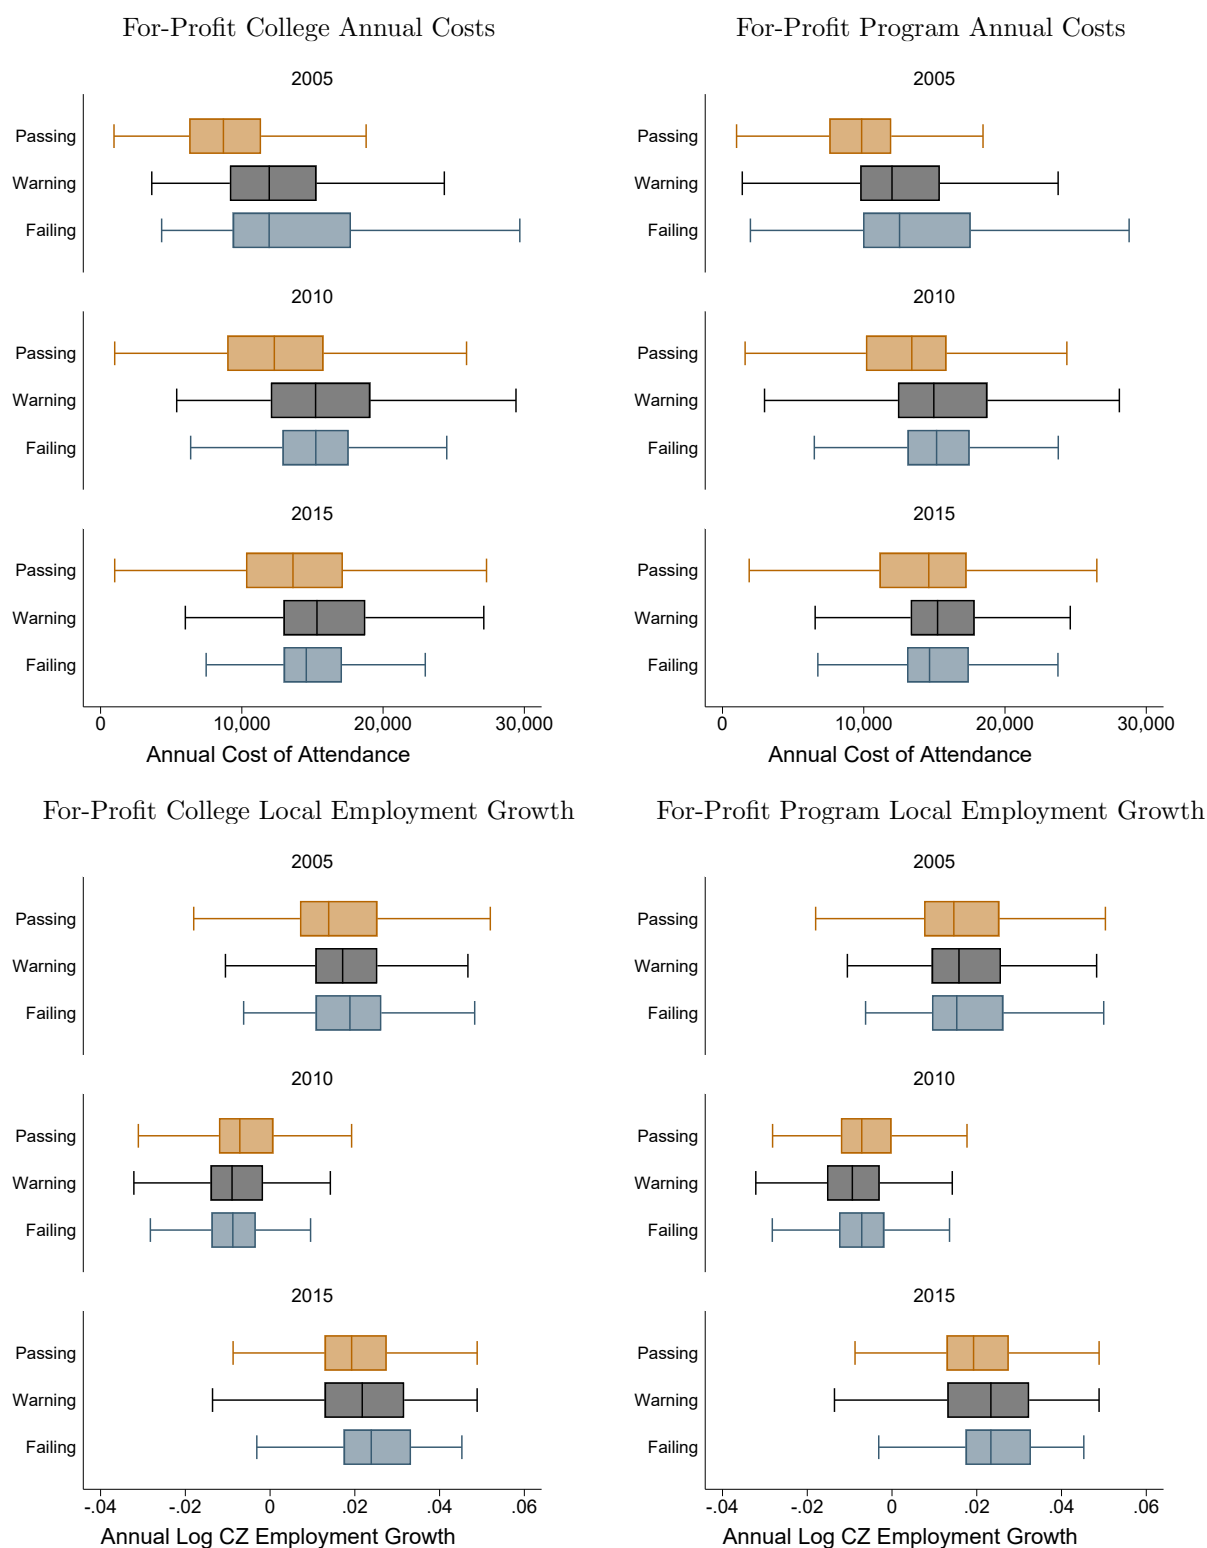 For-Profit College Annual Costs
2005
Passing
Warning
Failing
2010
Passing
Warning
Failing
2015
Passing
Warning
Failing
0 10,000 20,000 30,000
Annual Cost of Attendance
For-Profit Program Annual Costs
2005
Passing
Warning
Failing
2010
Passing
Warning
Failing
2015
Passing
Warning
Failing
0 10,000 20,000 30,000
Annual Cost of Attendance
For-Profit College Local Employment Growth
2005
Passing
Warning
Failing
2010
Passing
Warning
Failing
2015
Passing
Warning
Failing
-.04 -.02 0 .02 .04 .06
Annual Log CZ Employment Growth
For-Profit Program Local Employment Growth
2005
Passing
Warning
Failing
2010
Passing
Warning
Failing
2015
Passing
Warning
Failing
-.04 -.02 0 .02 .04 .06
Annual Log CZ Employment Growth